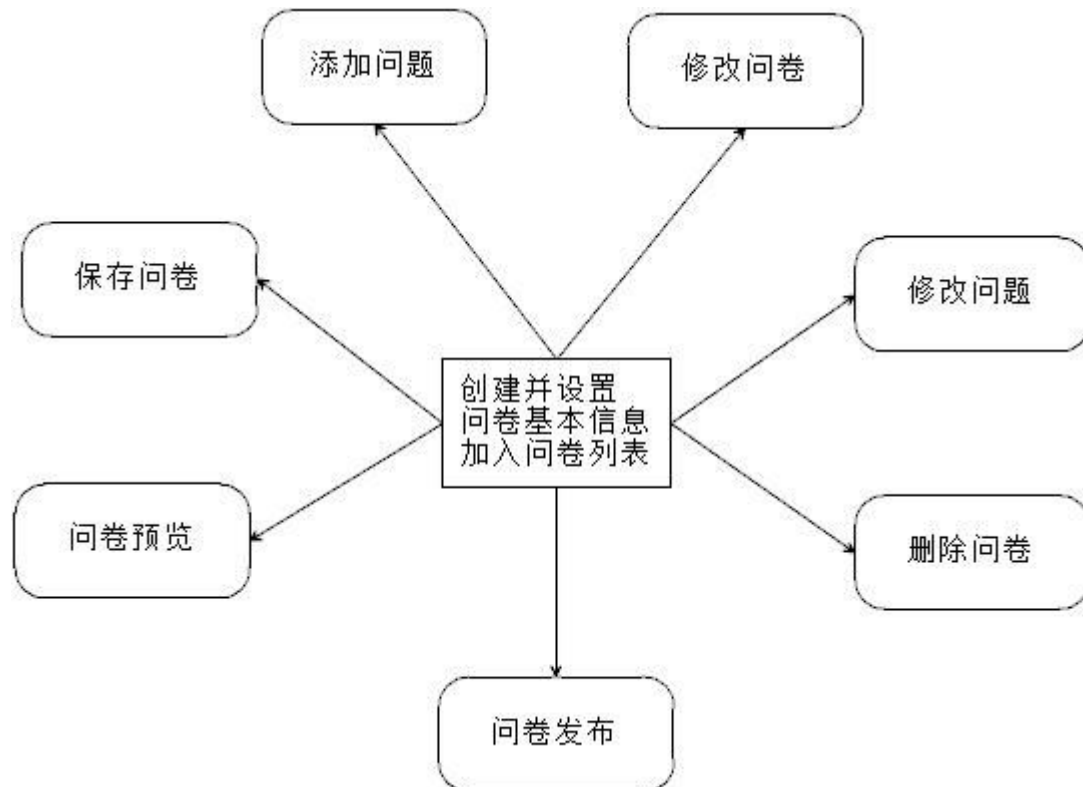 添加问题
修改问卷
保存问卷
修改问题
创建并设置
问卷基本信息
加入问卷列表
问卷预览
删除问卷
问卷发布